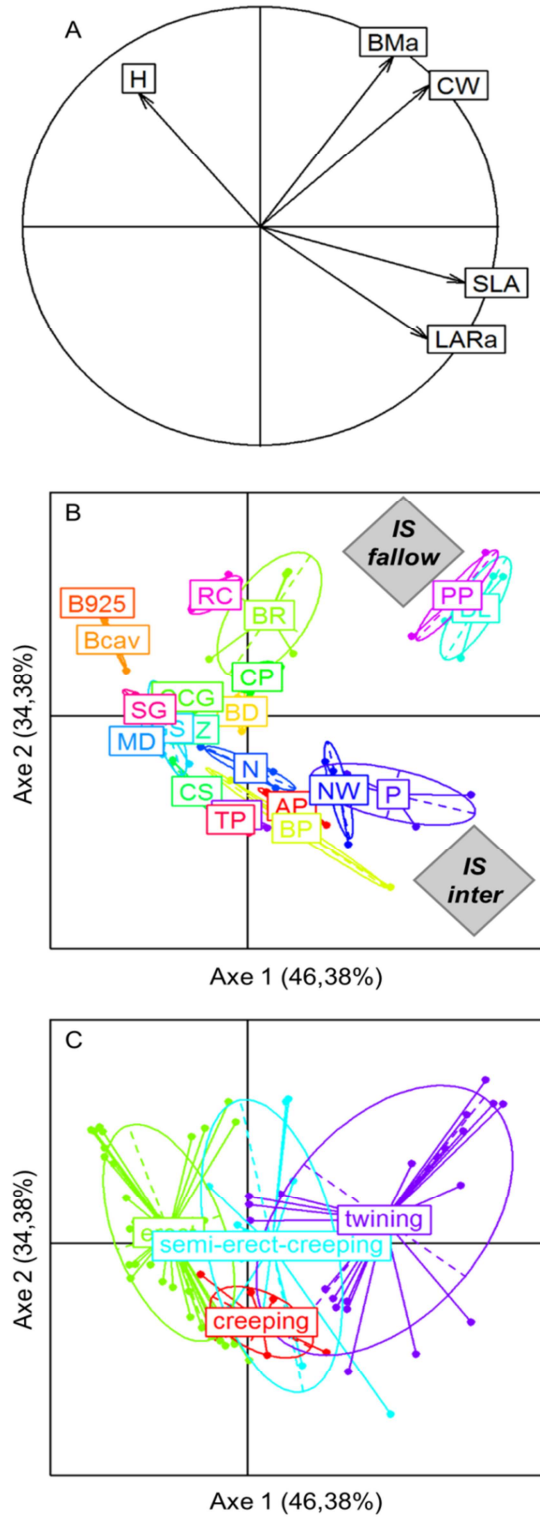 A
BMa
H
CW
SLA
LARa
B
IS
fallow
RC
BR
PP
B925
Bcav
CP
SG
CG
BD
MD
Z
N
CS
NW
P
TP
AP
BP
IS
inter
Axe 2 (34,38%)
Axe 1 (46,38%)
C
twining
semi-erect-creeping
creeping
Axe 2 (34,38%)
Axe 1 (46,38%)